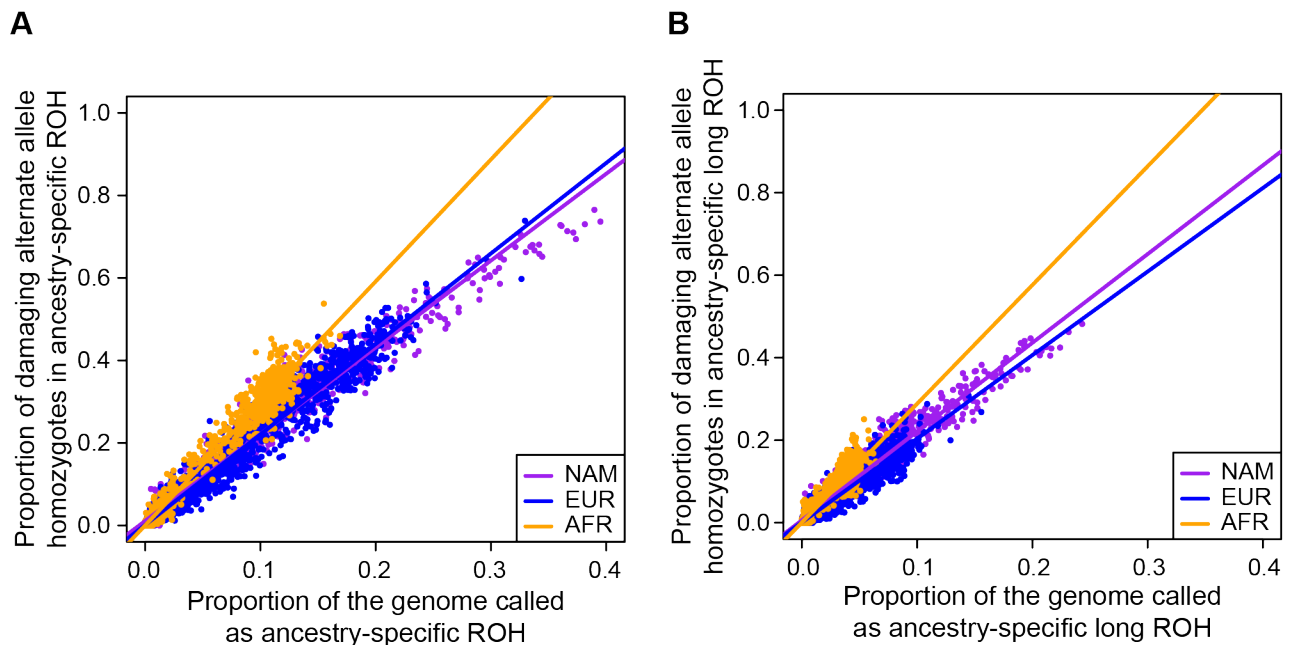 A
Proportion of damaging alternate allele
homozygotes in ancestry-specific ROH
1.0
0.8
0.6
0.4
0.2
0.0
0.0 0.1 0.2 0.3 0.4
Proportion of the genome called
as ancestry-specific ROH
NAM
EUR
AFR
B
Proportion of damaging alternate allele
homozygotes in ancestry-specific long ROH
1.0
0.8
0.6
0.4
0.2
0.0
0.0 0.1 0.2 0.3 0.4
Proportion of the genome called
as ancestry-specific long ROH
NAM
EUR
AFR